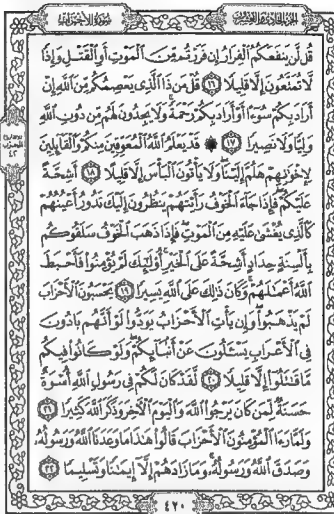 الجزء الحادي والعشرون
سورة الأحزاب
قُل لَّن يَنفَعَكُمُ ٱلْفِرَارُ إِن فَرَرْتُم مِّنَ ٱلْمَوْتِ أَوِ ٱلْقَتْلِ وَإِذًا
لَّا تُمَتَّعُونَ إِلَّا قَلِيلًا ١٦ قُلْ مَن ذَا ٱلَّذِى يَعْصِمُكُم مِّنَ ٱللَّهِ إِنْ
أَرَادَ بِكُمْ سُوٓءًا أَوْ أَرَادَ بِكُمْ رَحْمَةً وَلَا يَجِدُونَ لَهُم مِّن دُونِ ٱللَّهِ
وَلِيًّا وَلَا نَصِيرًا ١٧ ۞ قَدْ يَعْلَمُ ٱللَّهُ ٱلْمُعَوِّقِينَ مِنكُمْ وَٱلْقَآئِلِينَ
لِإِخْوَٰنِهِمْ هَلُمَّ إِلَيْنَا وَلَا يَأْتُونَ ٱلْبَأْسَ إِلَّا قَلِيلًا ١٨ أَشِحَّةً
عَلَيْكُمْ فَإِذَا جَآءَ ٱلْخَوْفُ رَأَيْتَهُمْ يَنظُرُونَ إِلَيْكَ تَدُورُ أَعْيُنُهُمْ
كَٱلَّذِى يُغْشَىٰ عَلَيْهِ مِنَ ٱلْمَوْتِ فَإِذَا ذَهَبَ ٱلْخَوْفُ سَلَقُوكُم
بِأَلْسِنَةٍ حِدَادٍ أَشِحَّةً عَلَى ٱلْخَيْرِ أُو۟لَٰٓئِكَ لَمْ يُؤْمِنُوا۟ فَأَحْبَطَ
ٱللَّهُ أَعْمَٰلَهُمْ وَكَانَ ذَٰلِكَ عَلَى ٱللَّهِ يَسِيرًا ١٩ يَحْسَبُونَ ٱلْأَحْزَابَ
لَمْ يَذْهَبُوا۟ وَإِن يَأْتِ ٱلْأَحْزَابُ يَوَدُّوا۟ لَوْ أَنَّهُم بَادُونَ
فِى ٱلْأَعْرَابِ يَسْـَٔلُونَ عَنْ أَنۢبَآئِكُمْ وَلَوْ كَانُوا۟ فِيكُم
مَّا قَٰتَلُوٓا۟ إِلَّا قَلِيلًا ٢٠ لَّقَدْ كَانَ لَكُمْ فِى رَسُولِ ٱللَّهِ أُسْوَةٌ
حَسَنَةٌ لِّمَن كَانَ يَرْجُوا۟ ٱللَّهَ وَٱلْيَوْمَ ٱلْأَخِرَ وَذَكَرَ ٱللَّهَ كَثِيرًا ٢١
وَلَمَّا رَءَا ٱلْمُؤْمِنُونَ ٱلْأَحْزَابَ قَالُوا۟ هَٰذَا مَا وَعَدَنَا ٱللَّهُ وَرَسُولُهُۥ
وَصَدَقَ ٱللَّهُ وَرَسُولُهُۥ وَمَا زَادَهُمْ إِلَّآ إِيمَٰنًا وَتَسْلِيمًا ٢٢
٤٢٠